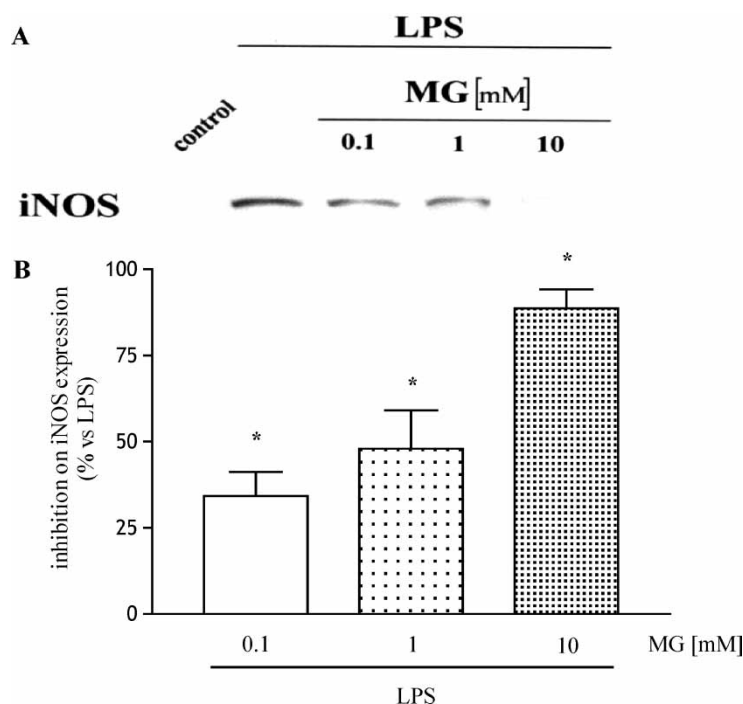 A
LPS
MG [mM]
control
0.1 1 10
iNOS
B
100
75
50
25
0
inhibition on iNOS expression
(% vs LPS)
*
*
*
0.1 1 10 MG [mM]
LPS